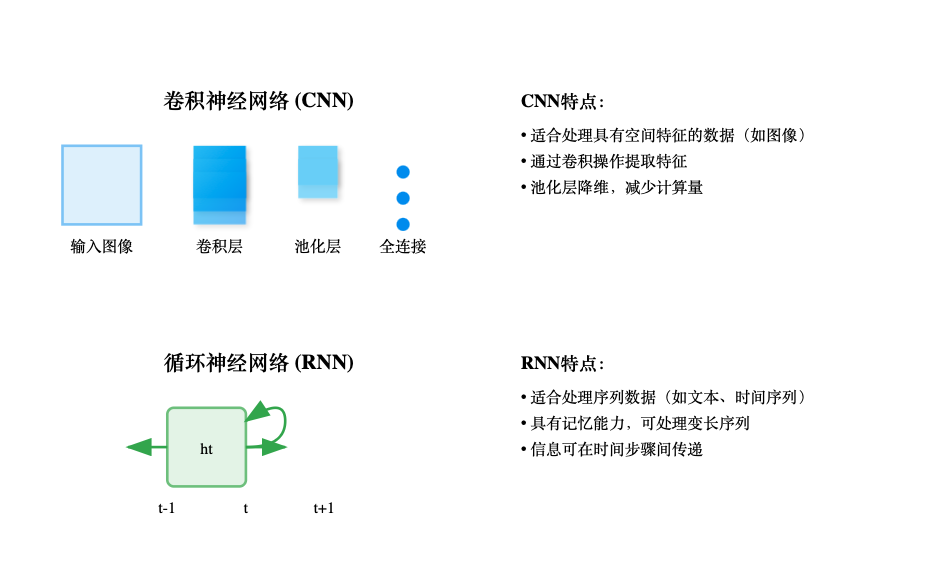 卷积神经网络 (CNN)
输入图像
卷积层
池化层
全连接
CNN特点：
• 适合处理具有空间特征的数据（如图像）
• 通过卷积操作提取特征
• 池化层降维，减少计算量
循环神经网络 (RNN)
ht
t-1
t
t+1
RNN特点：
• 适合处理序列数据（如文本、时间序列）
• 具有记忆能力，可处理变长序列
• 信息可在时间步骤间传递